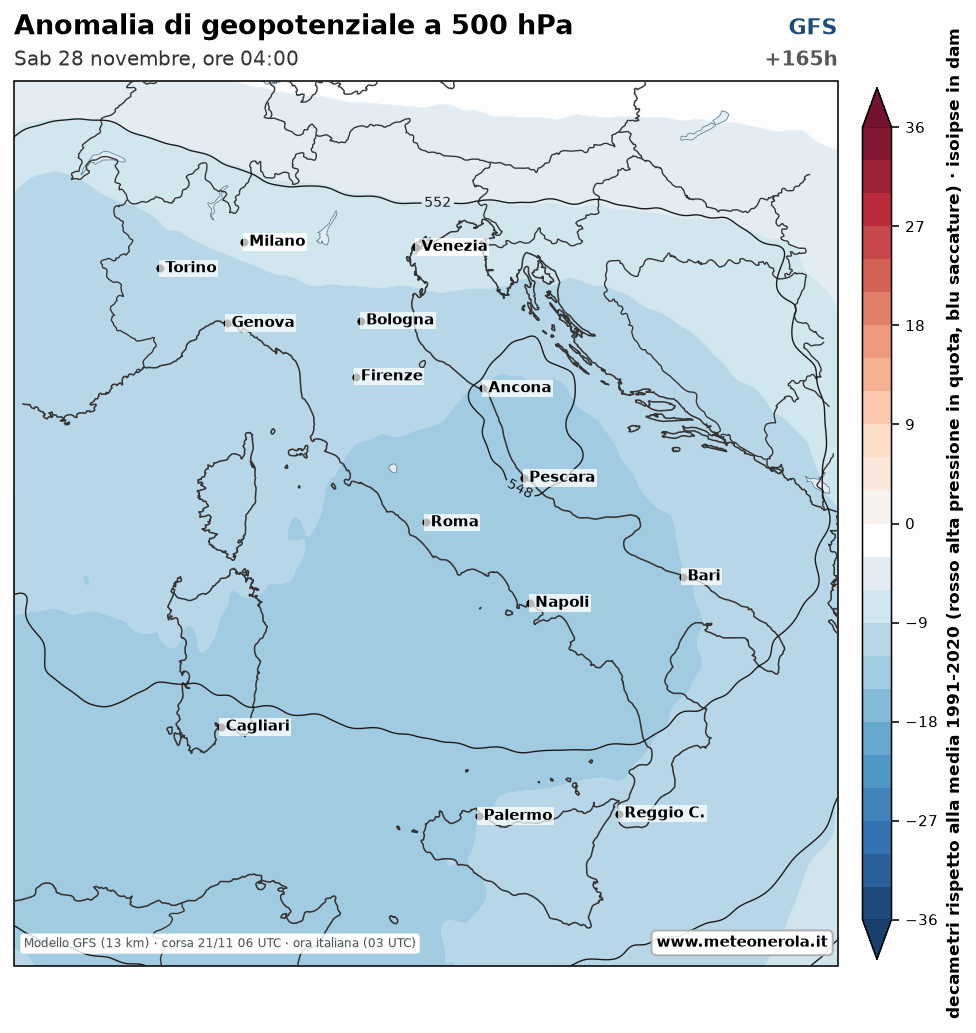 Anomalia di geopotenziale a 500 hPa
GFS
Sab 28 novembre, ore 04:00
+165h
552
Milano
Venezia
Torino
Genova
Bologna
Firenze
Ancona
Pescara
548
Roma
Bari
Napoli
Cagliari
Palermo
Reggio C.
Modello GFS (13 km) · corsa 21/11 06 UTC · ora italiana (03 UTC)
www.meteonerola.it
36
27
18
9
0
−9
−18
−27
−36
decametri rispetto alla media 1991-2020 (rosso alta pressione in quota, blu saccature) · isoipse in dam